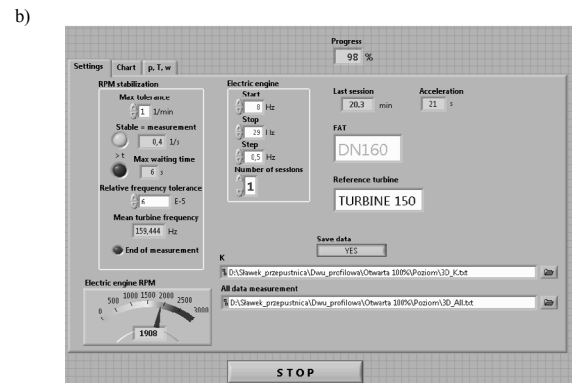 b)
Progress
98 %
Settings Chart p, T, w
RPM stabilization
Max tolerance
1 1/min
Stable = measurement
0,4 1/s
> t
Max waiting time
6 s
Relative frequency tolerance
6 E-5
Mean turbine frequency
159,444 Hz
End of measurement
Electric engine
Start
8 Hz
Stop
29 Hz
Step
0,5 Hz
Number of sessions
1
Last session
20,3 min
Acceleration
21 s
FAT
DN160
Reference turbine
TURBINE 150
Save data
YES
K
D:\Sławek_przepustnica\Dwu_profilowa\Otwarta 100%\Poziom\3D_K.txt
All data measurement
D:\Sławek_przepustnica\Dwu_profilowa\Otwarta 100%\Poziom\3D_All.txt
Electric engine RPM
0 500 1000 1500 2000 2500 3000
1908
STOP